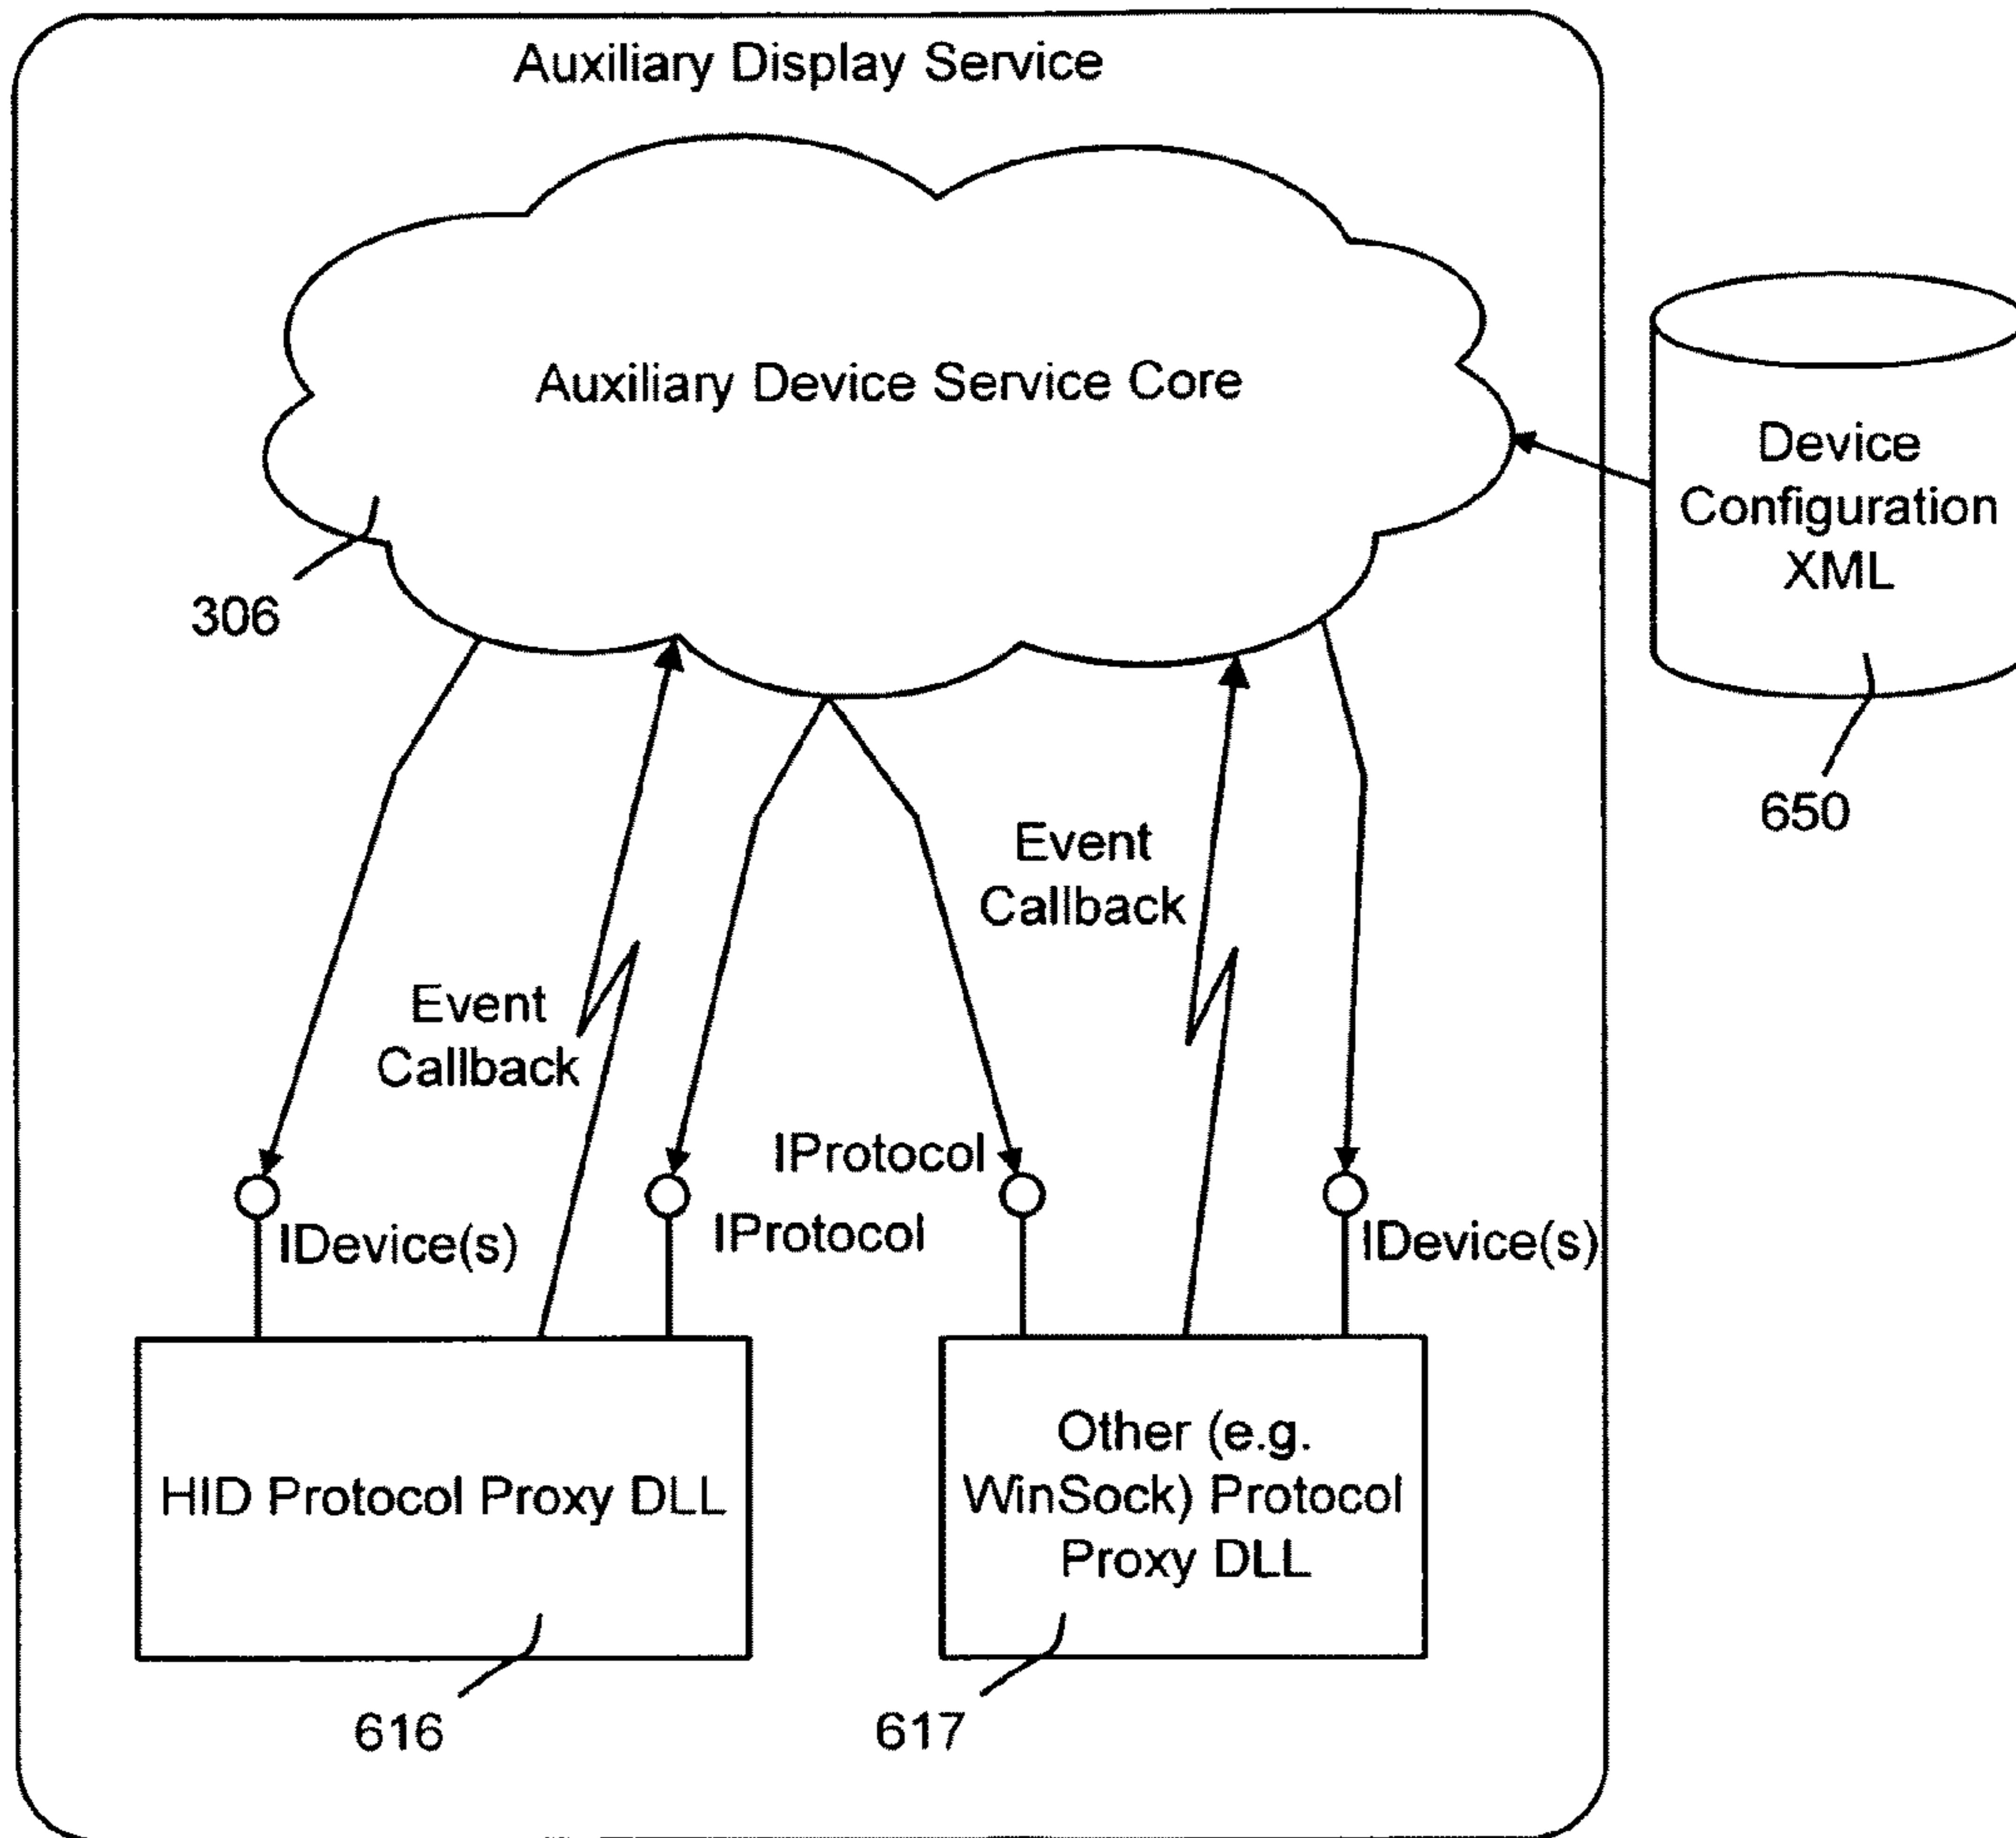 Auxiliary Display Service
Auxiliary Device Service Core
Device
Configuration
XML
306
650
Event
Callback
Event
Callback
IProtocol
IProtocol
IDevice(s)
IDevice(s)
HID Protocol Proxy DLL
Other (e.g.
WinSock) Protocol
Proxy DLL
616
617